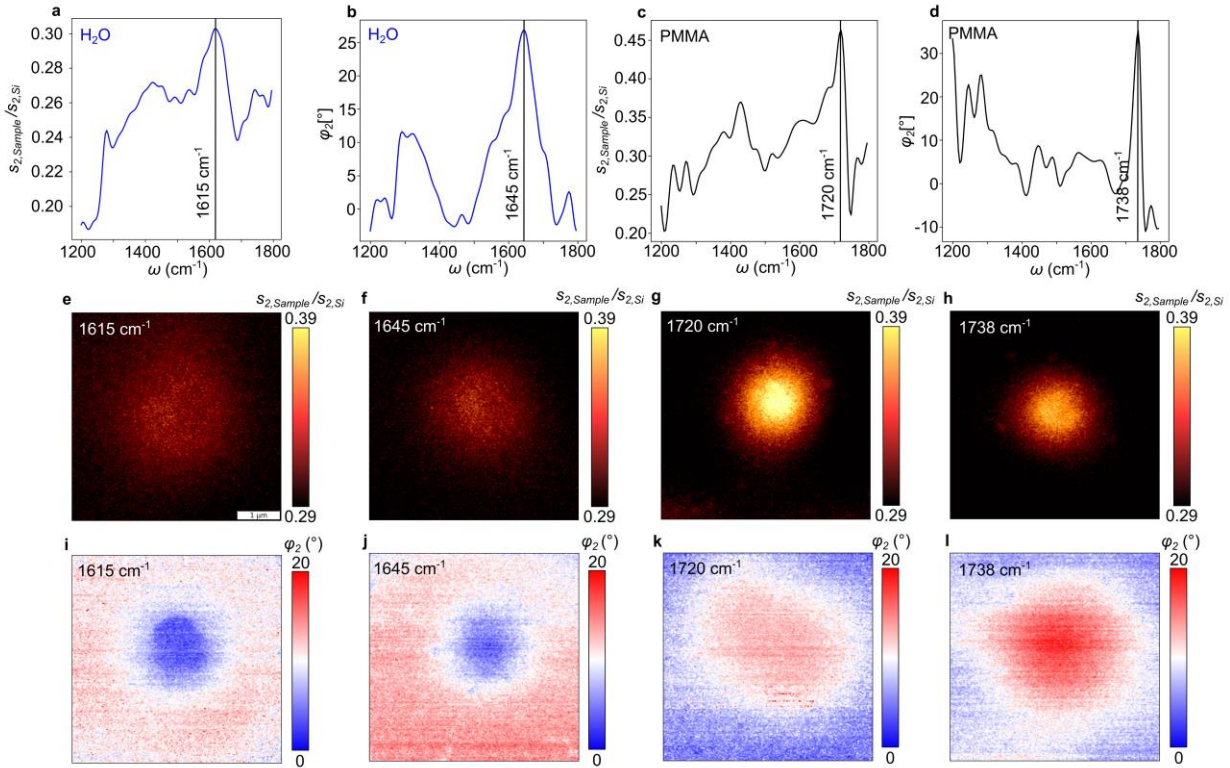 a
H2O
0.30
0.28
0.26
0.24
0.22
0.20
s2,Sample/s2,Si
1615 cm-1
1200 1400 1600 1800
ω (cm-1)
b
H2O
25
20
15
10
5
0
φ2[°]
1645 cm-1
1200 1400 1600 1800
ω (cm-1)
c
PMMA
0.45
0.40
0.35
0.30
0.25
0.20
s2,Sample/s2,Si
1720 cm-1
1200 1400 1600 1800
ω (cm-1)
d
PMMA
30
20
10
0
-10
φ2[°]
1738 cm-1
1200 1400 1600 1800
ω (cm-1)
e
s2,Sample/s2,Si
1615 cm-1
0.39
0.29
1 µm
f
s2,Sample/s2,Si
1645 cm-1
0.39
0.29
g
s2,Sample/s2,Si
1720 cm-1
0.39
0.29
h
s2,Sample/s2,Si
1738 cm-1
0.39
0.29
i
φ2 (°)
1615 cm-1
20
0
j
φ2 (°)
1645 cm-1
20
0
k
φ2 (°)
1720 cm-1
20
0
l
φ2 (°)
1738 cm-1
20
0